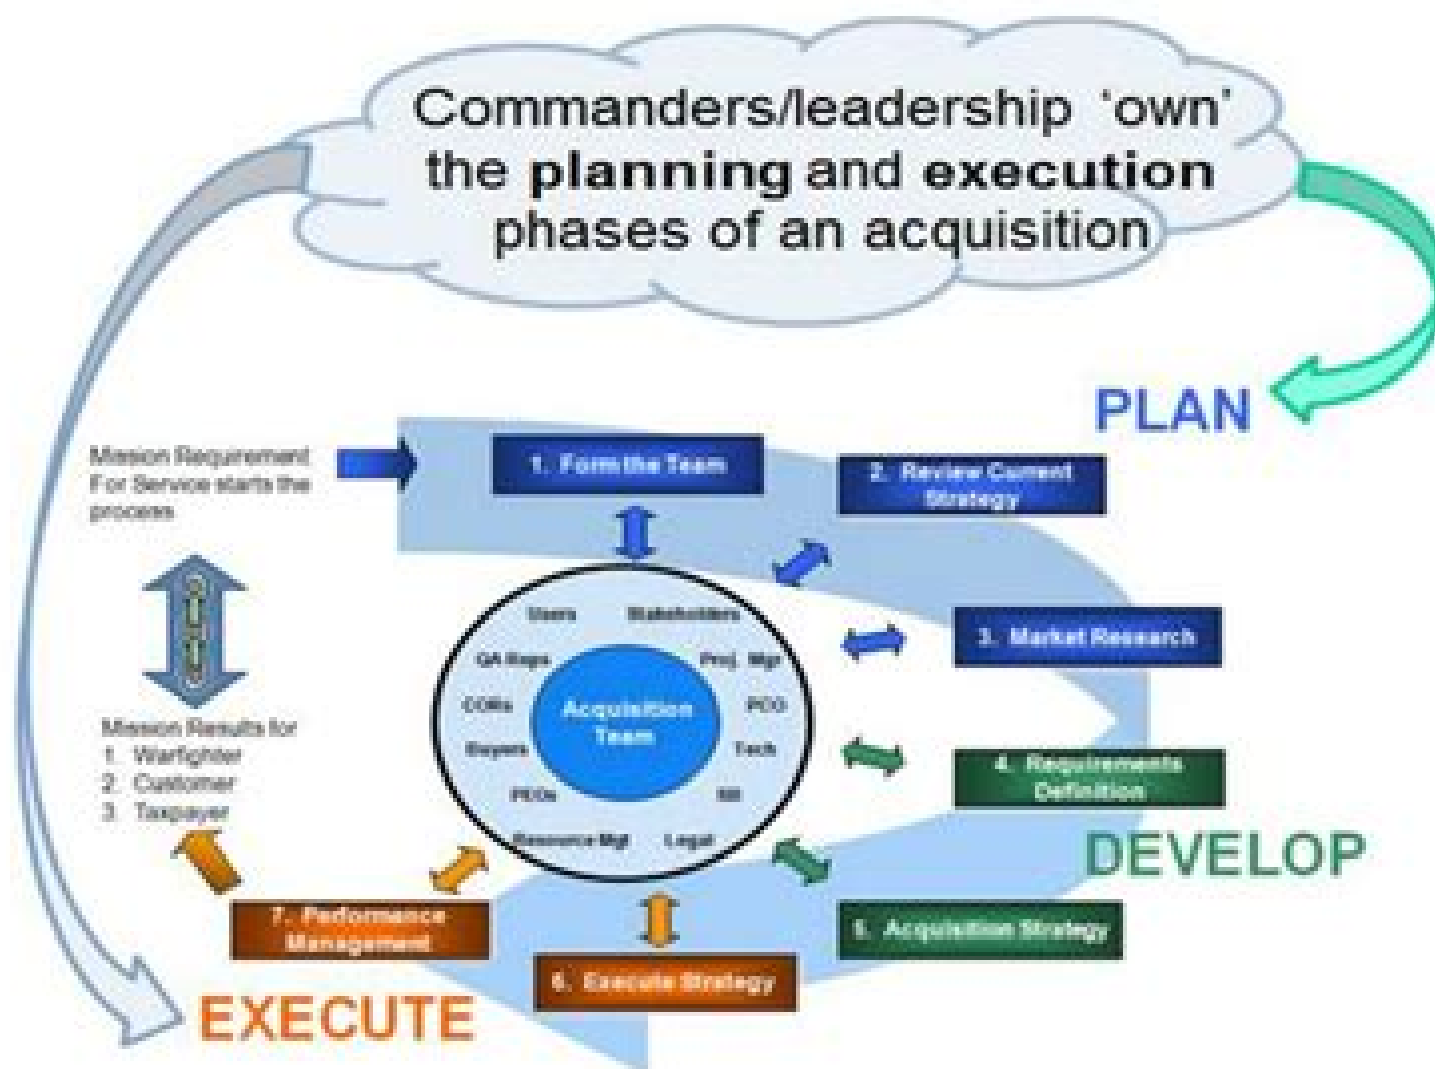 Commanders/leadership ‘own’
the planning and execution
phases of an acquisition
PLAN
Mission Requirement
For Service starts the
process
1. Form the Team
2. Review Current
Strategy
3. Market Research
4. Requirements
Definition
DEVELOP
5. Acquisition Strategy
6. Execute Strategy
7. Performance
Management
EXECUTE
Mission Results for
1. Warfighter
2. Customer
3. Taxpayer
Users
Stakeholders
QA Reps
Proj. Mgr
CORs
PCO
Buyers
Tech
PEOs
Resource Mgt
Legal
Acquisition
Team